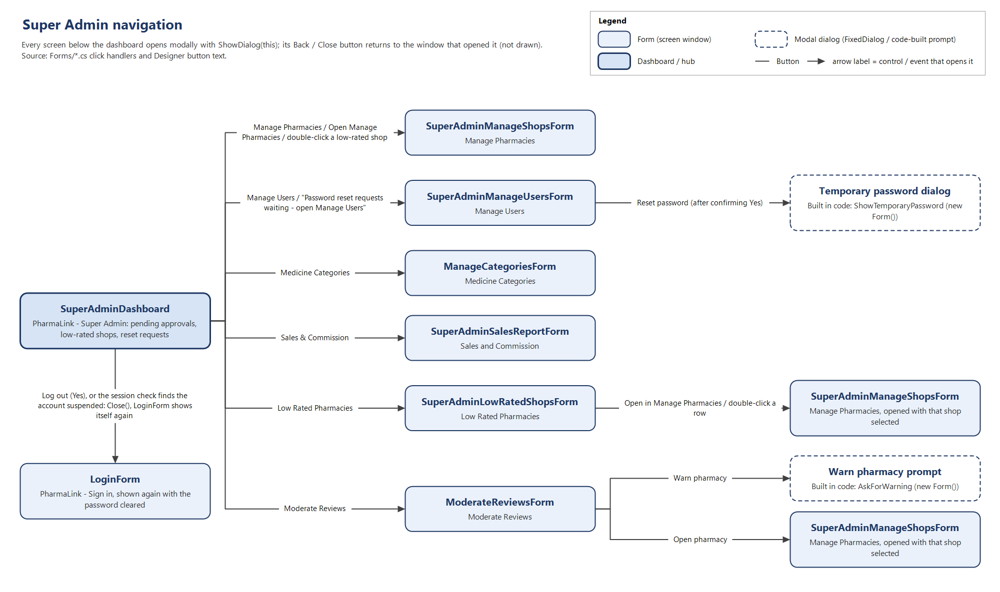 Super Admin navigation
Every screen below the dashboard opens modally with ShowDialog(this); its Back / Close button returns to the window that opened it (not drawn).
Source: Forms/*.cs click handlers and Designer button text.
Legend
Form (screen window)
Modal dialog (FixedDialog / code-built prompt)
Dashboard / hub
Button
arrow label = control / event that opens it
Manage Pharmacies / Open Manage
Pharmacies / double-click a low-rated shop
SuperAdminManageShopsForm
Manage Pharmacies
Manage Users / "Password reset requests
waiting - open Manage Users"
SuperAdminManageUsersForm
Manage Users
Reset password (after confirming Yes)
Temporary password dialog
Built in code: ShowTemporaryPassword (new
Form())
Medicine Categories
ManageCategoriesForm
Medicine Categories
SuperAdminDashboard
PharmaLink - Super Admin: pending approvals,
low-rated shops, reset requests
Sales & Commission
SuperAdminSalesReportForm
Sales and Commission
Log out (Yes), or the session check finds the
account suspended: Close(), LoginForm shows
itself again
Low Rated Pharmacies
SuperAdminLowRatedShopsForm
Low Rated Pharmacies
Open in Manage Pharmacies / double-click a
row
SuperAdminManageShopsForm
Manage Pharmacies, opened with that shop
selected
LoginForm
PharmaLink - Sign in, shown again with the
password cleared
Moderate Reviews
ModerateReviewsForm
Moderate Reviews
Warn pharmacy
Warn pharmacy prompt
Built in code: AskForWarning (new Form())
Open pharmacy
SuperAdminManageShopsForm
Manage Pharmacies, opened with that shop
selected